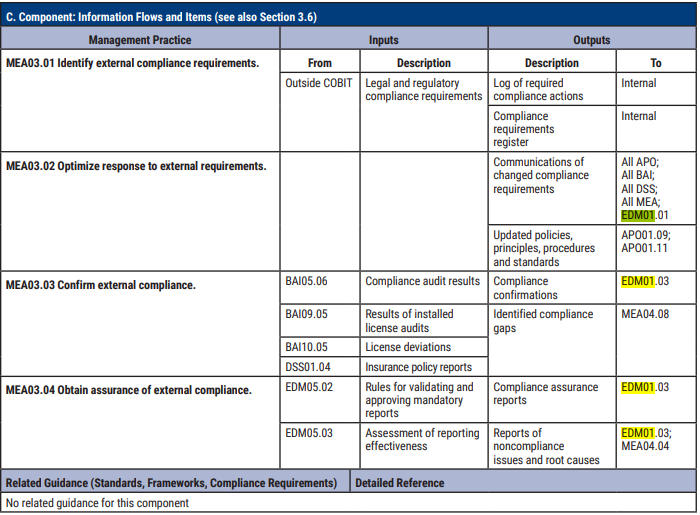 C. Component: Information Flows and Items (see also Section 3.6)
Management Practice
Inputs
Outputs
MEA03.01 Identify external compliance requirements.
From
Description
Description
To
Outside COBIT
Legal and regulatory
compliance requirements
Log of required
compliance actions
Internal
Compliance
requirements
register
Internal
MEA03.02 Optimize response to external requirements.
Communications of
changed compliance
requirements
All APO;
All BAI;
All DSS;
All MEA;
EDM01.01
Updated policies,
principles, procedures
and standards
APO01.09;
APO01.11
MEA03.03 Confirm external compliance.
BAI05.06
Compliance audit results
Compliance
confirmations
EDM01.03
BAI09.05
Results of installed
license audits
Identified compliance
gaps
MEA04.08
BAI10.05
License deviations
DSS01.04
Insurance policy reports
MEA03.04 Obtain assurance of external compliance.
EDM05.02
Rules for validating and
approving mandatory
reports
Compliance assurance
reports
EDM01.03
EDM05.03
Assessment of reporting
effectiveness
Reports of
noncompliance
issues and root causes
EDM01.03;
MEA04.04
Related Guidance (Standards, Frameworks, Compliance Requirements)
Detailed Reference
No related guidance for this component